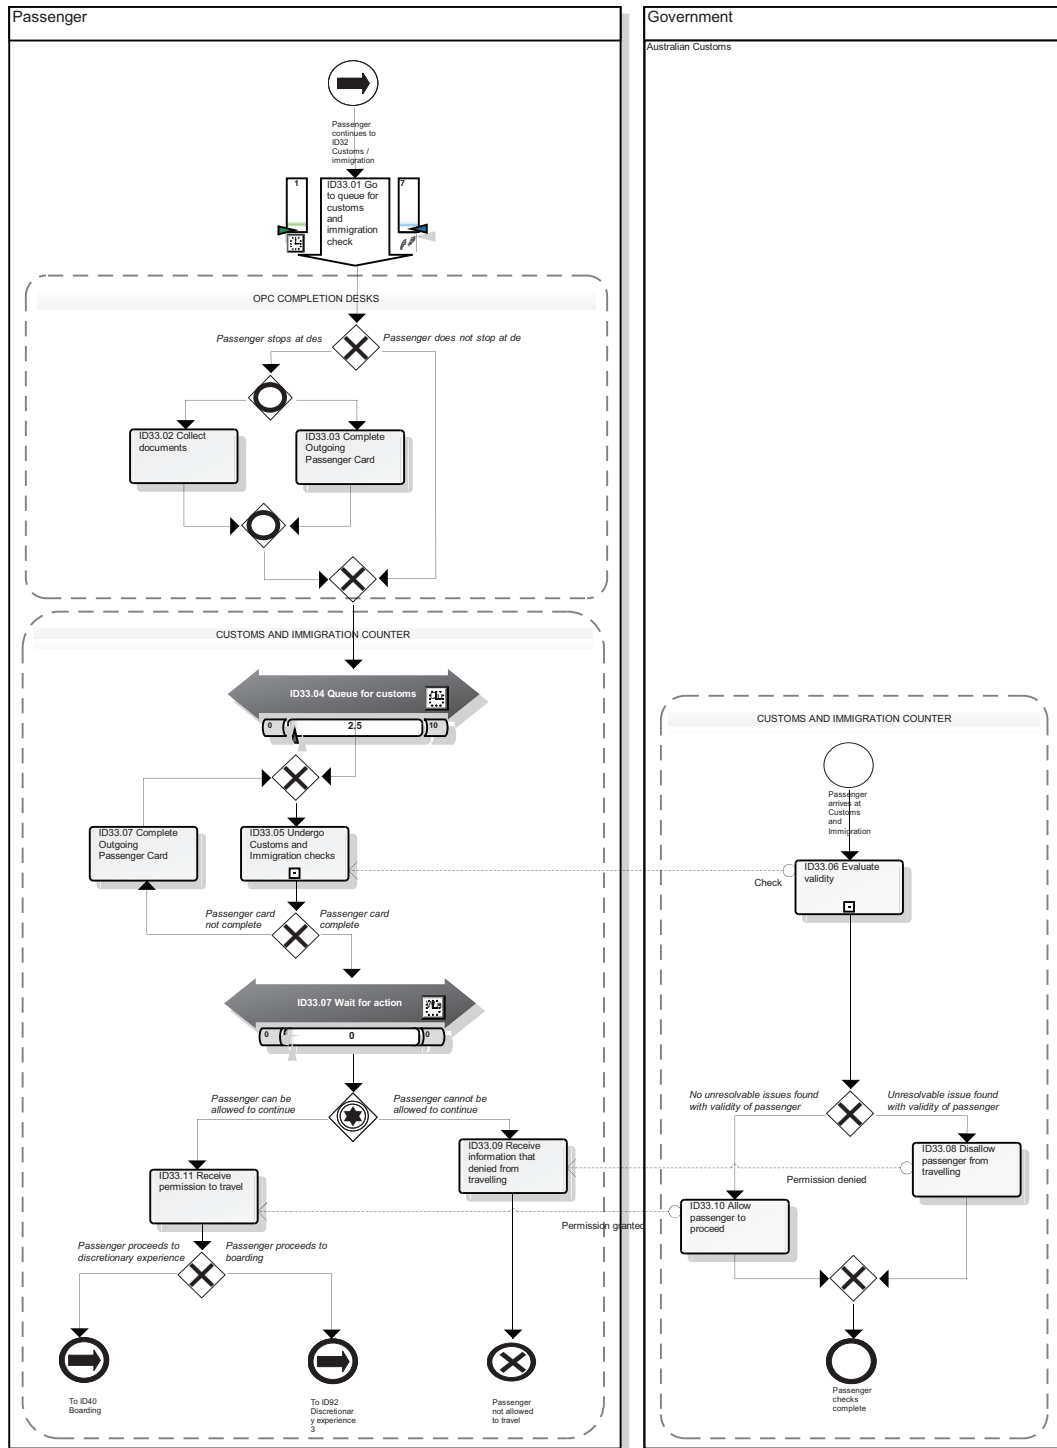 Passenger
Government
Australian Customs
Passenger
continues to
ID32
Customs /
immigration
1
ID33.01 Go
to queue for
customs
and
immigration
check
7
OPC COMPLETION DESKS
Passenger stops at des
Passenger does not stop at de
ID33.02 Collect
documents
ID33.03 Complete
Outgoing
Passenger Card
CUSTOMS AND IMMIGRATION COUNTER
ID33.04 Queue for customs
0
2.5
10
CUSTOMS AND IMMIGRATION COUNTER
Passenger
arrives at
Customs
and
Immigration
ID33.07 Complete
Outgoing
Passenger Card
ID33.05 Undergo
Customs and
Immigration checks
ID33.06 Evaluate
validity
Check
Passenger card
not complete
Passenger card
complete
ID33.07 Wait for action
0
0
0
Passenger can be
allowed to continue
Passenger cannot be
allowed to continue
No unresolvable issues found
with validity of passenger
Unresolvable issue found
with validity of passenger
ID33.09 Receive
information that
denied from
travelling
ID33.08 Disallow
passenger from
travelling
ID33.11 Receive
permission to travel
Permission denied
ID33.10 Allow
passenger to
proceed
Permission granted
Passenger proceeds to
discretionary experience
Passenger proceeds to
boarding
To ID40
Boarding
To ID92
Discretionar
y experience
3
Passenger
not allowed
to travel
Passenger
checks
complete